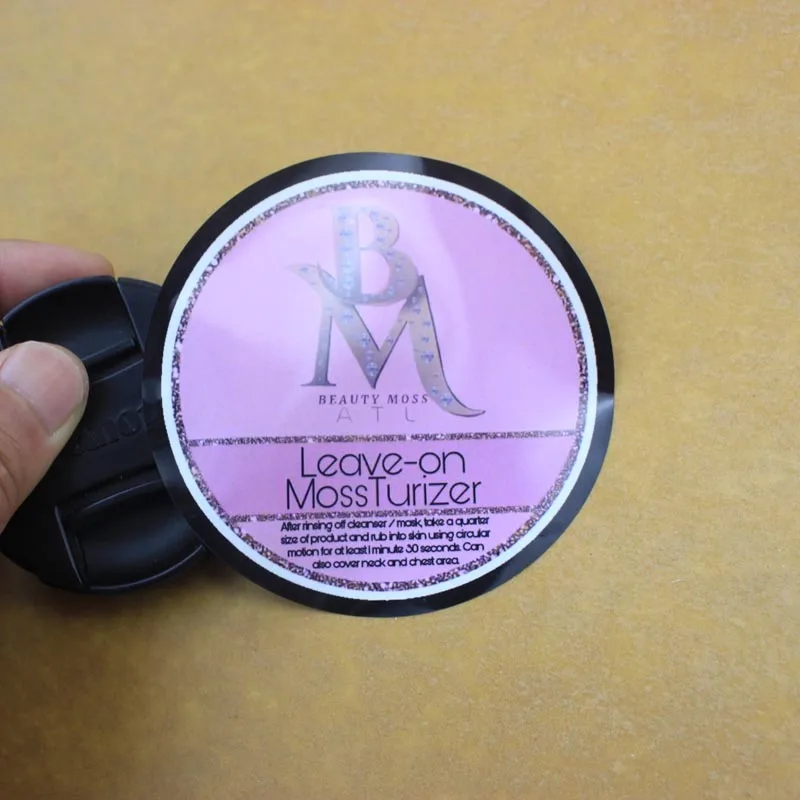 BM
BEAUTY MOSS
ATL
Leave-on
MossTurizer
After rinsing off cleanser / mask, take a quarter
size of product and rub into skin using circular
motion for at least 1 minute 30 seconds. Can
also cover neck and chest area.